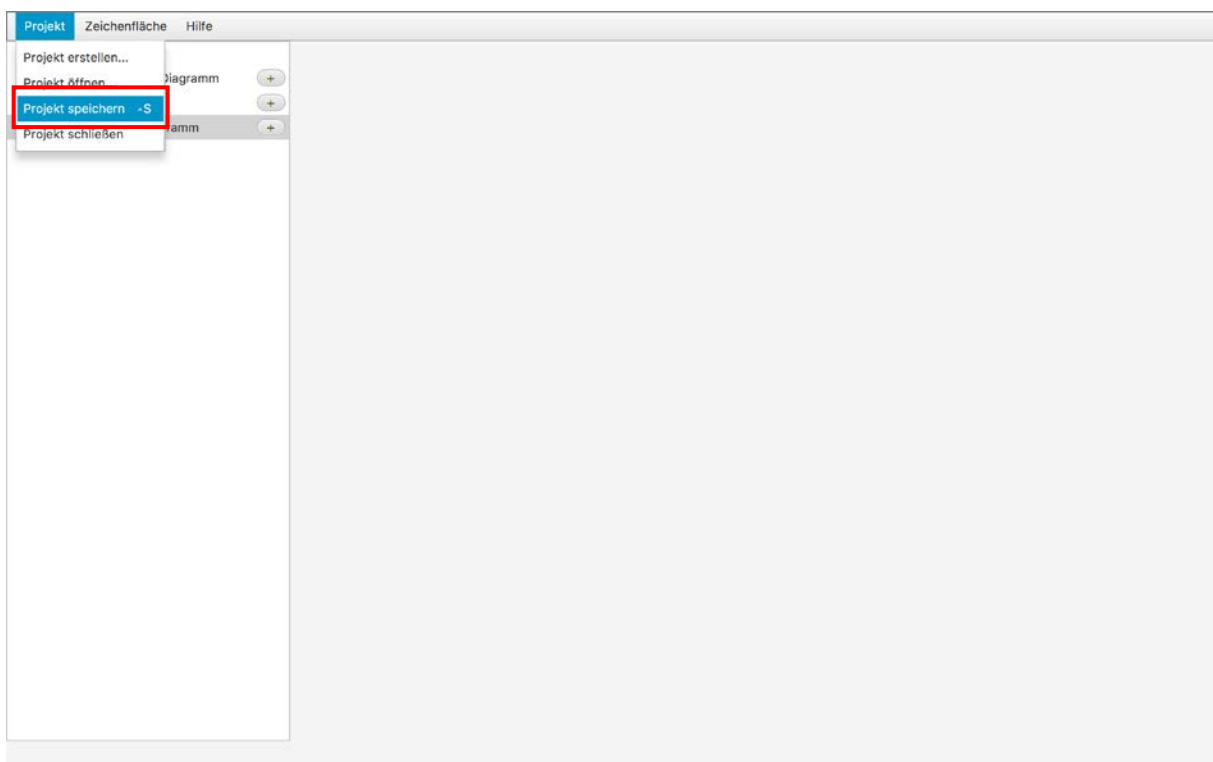 Projekt Zeichenfläche Hilfe
Projekt erstellen...
Projekt öffnen...
Diagramm +
Projekt speichern ^S
+
Projekt schließen
ramm +